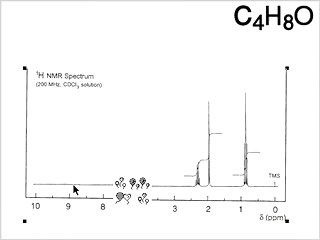 C4H8O
¹H NMR Spectrum
(200 MHz, CDCl₃ solution)
TMS
10 9 8 3 2 1 0
δ (ppm)